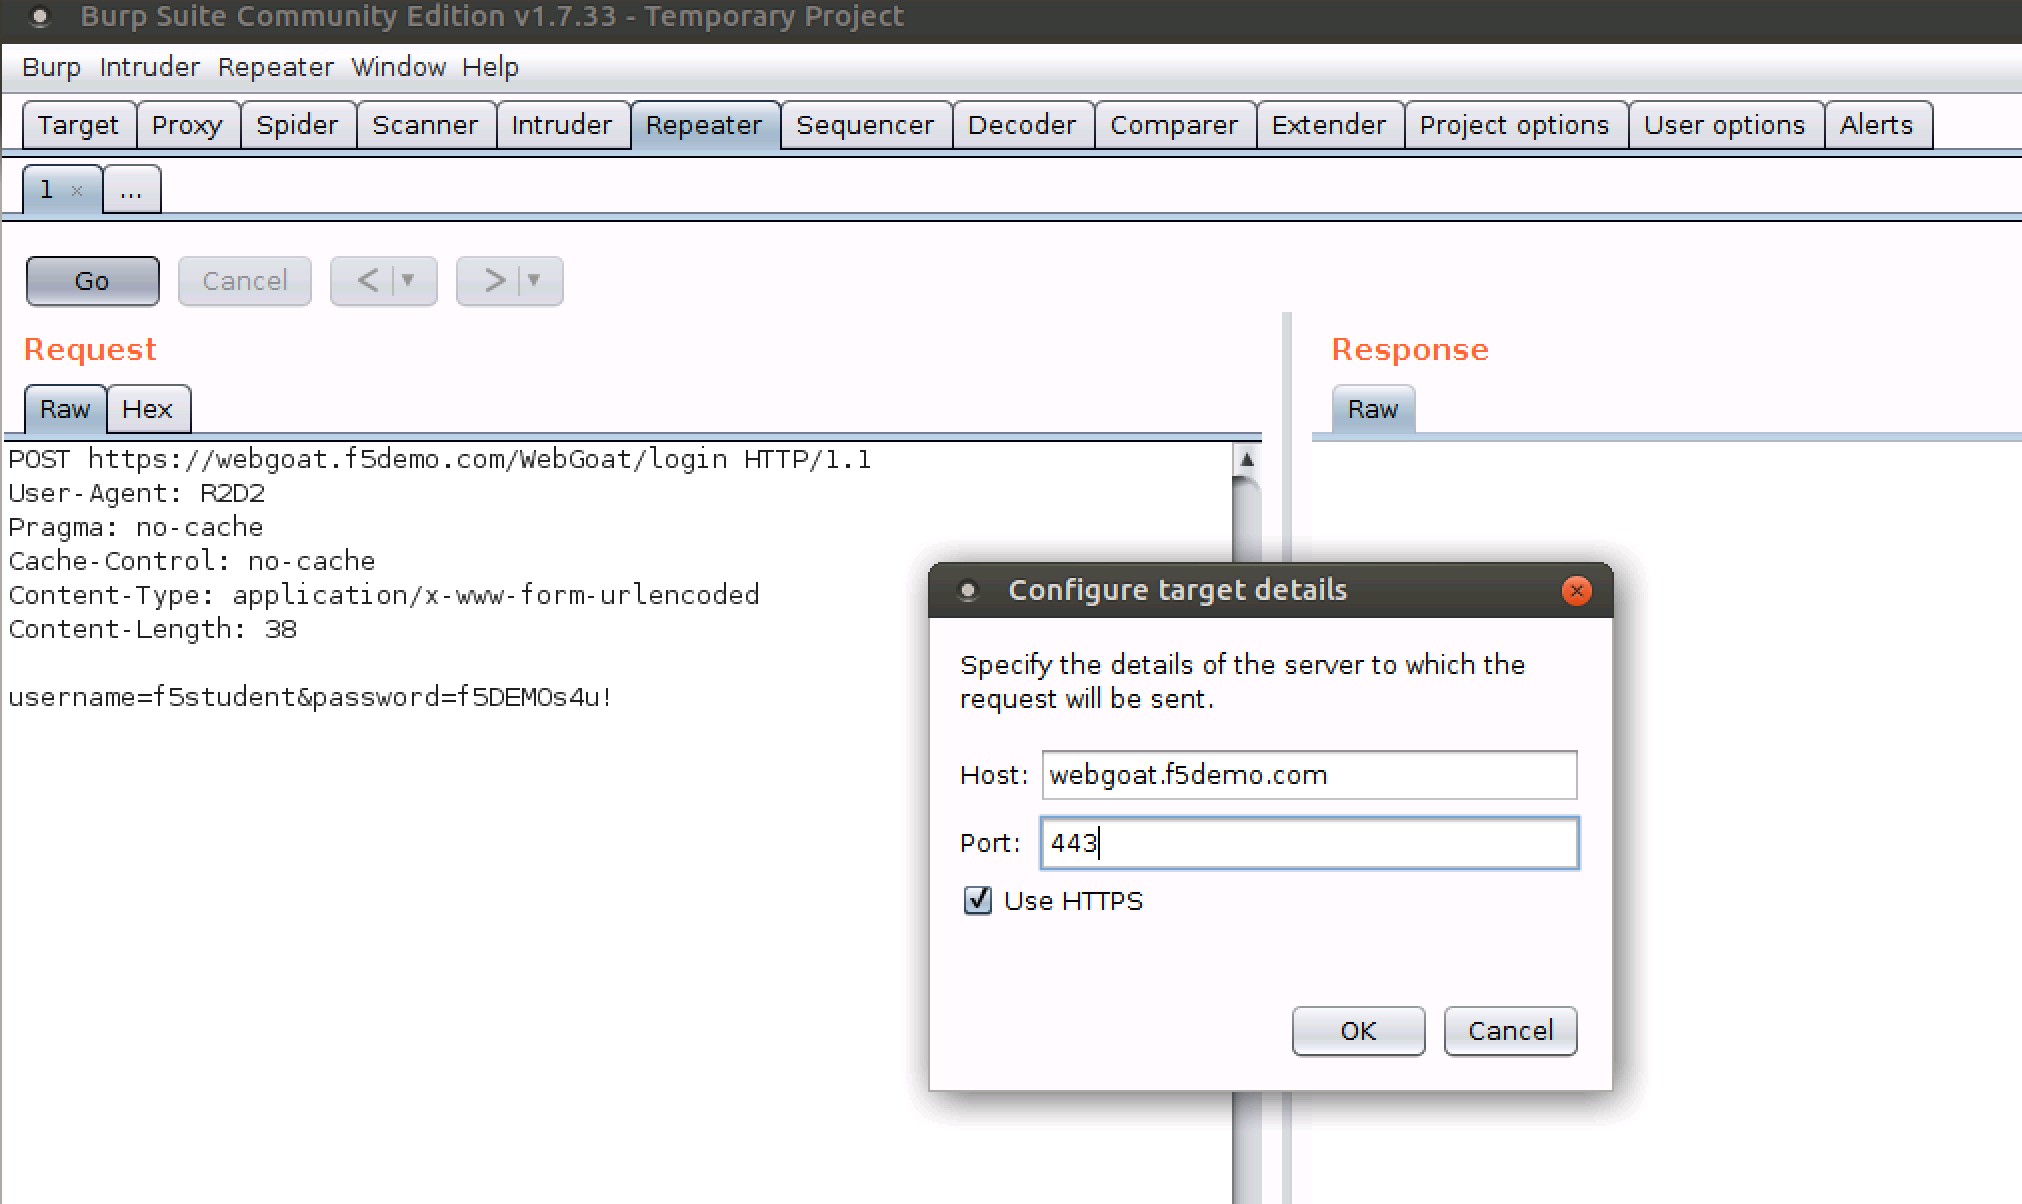 Burp Suite Community Edition v1.7.33 - Temporary Project
Burp Intruder Repeater Window Help
Target Proxy Spider Scanner Intruder Repeater Sequencer Decoder Comparer Extender Project options User options Alerts
1 × ...
Go Cancel < >
Request
Response
Raw Hex
Raw
POST https://webgoat.f5demo.com/WebGoat/login HTTP/1.1
User-Agent: R2D2
Pragma: no-cache
Cache-Control: no-cache
Content-Type: application/x-www-form-urlencoded
Content-Length: 38
username=f5student&password=f5DEMOs4u!
Configure target details
Specify the details of the server to which the
request will be sent.
Host: webgoat.f5demo.com
Port: 443
Use HTTPS
OK Cancel